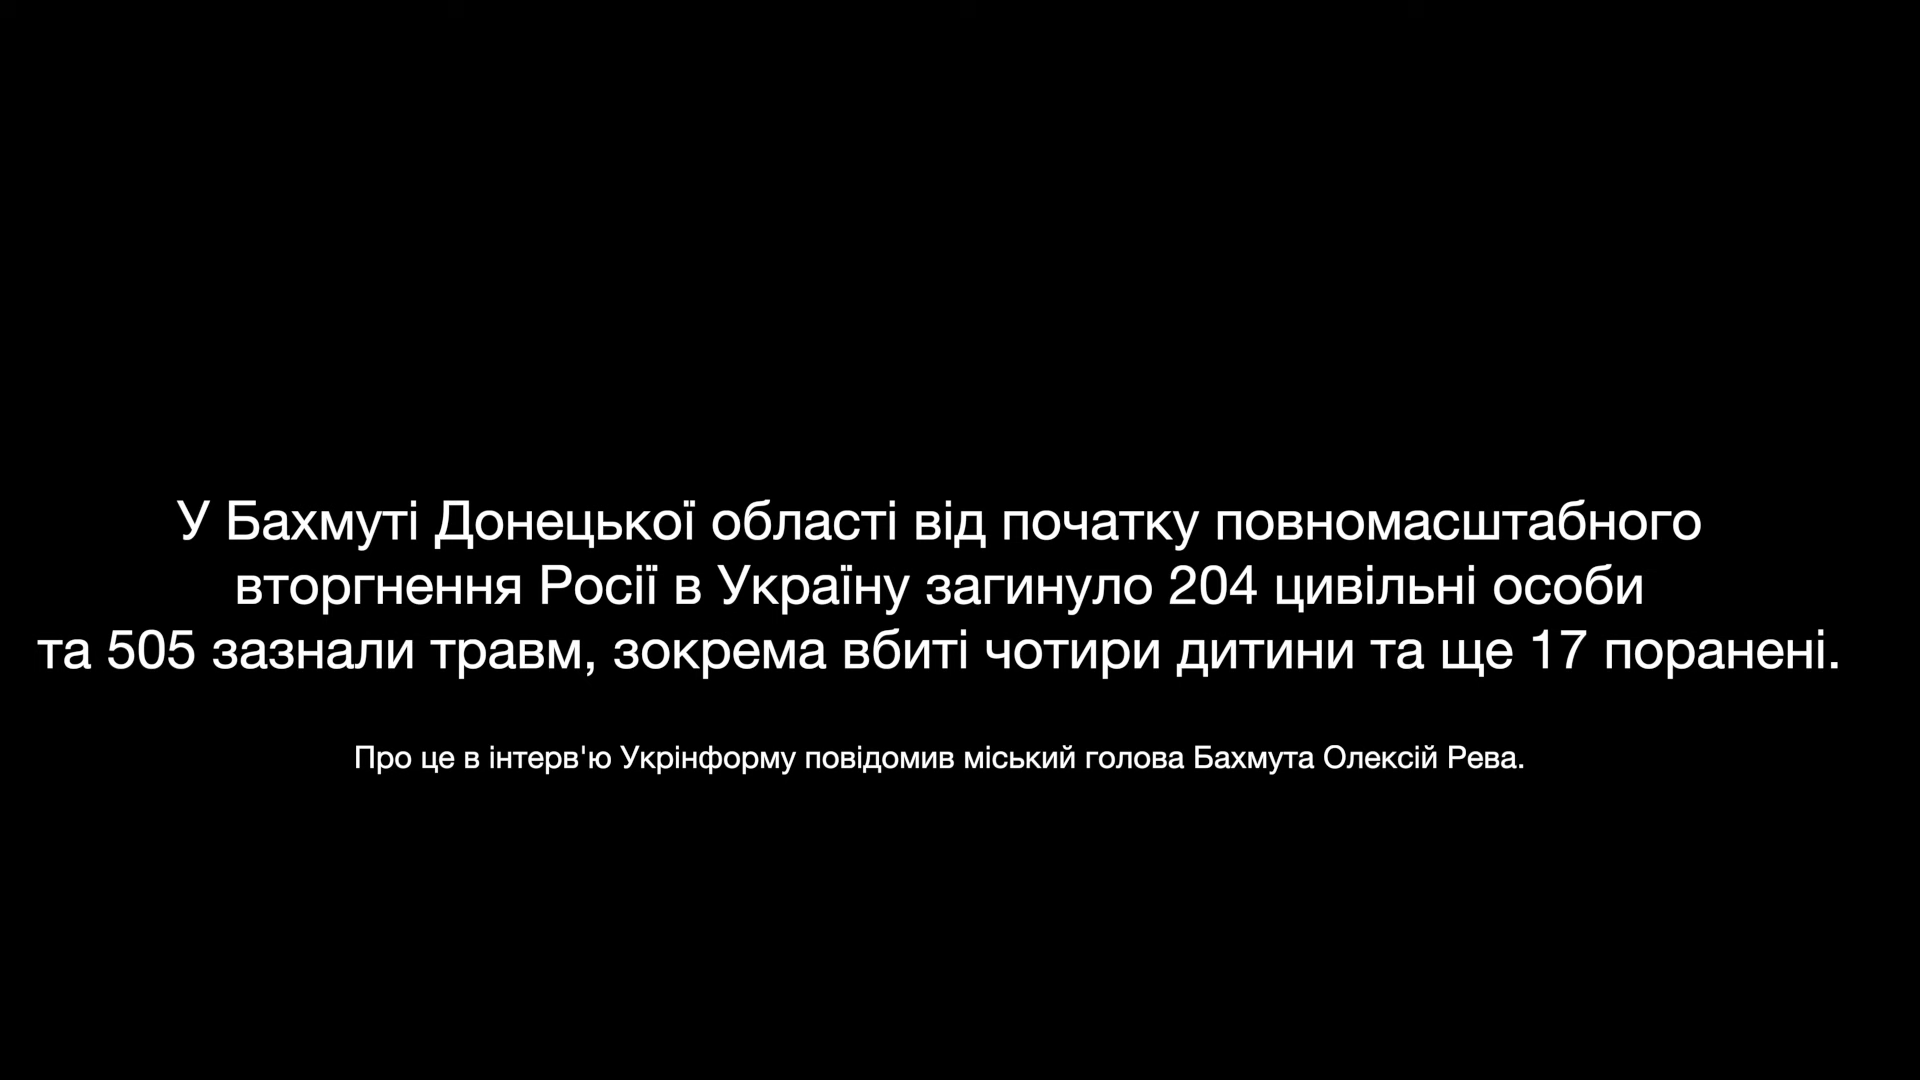 У Бахмуті Донецької області від початку повномасштабного
вторгнення Росії в Україну загинуло 204 цивільні особи
та 505 зазнали травм, зокрема вбиті чотири дитини та ще 17 поранені.
Про це в інтерв'ю Укрінформу повідомив міський голова Бахмута Олексій Рева.